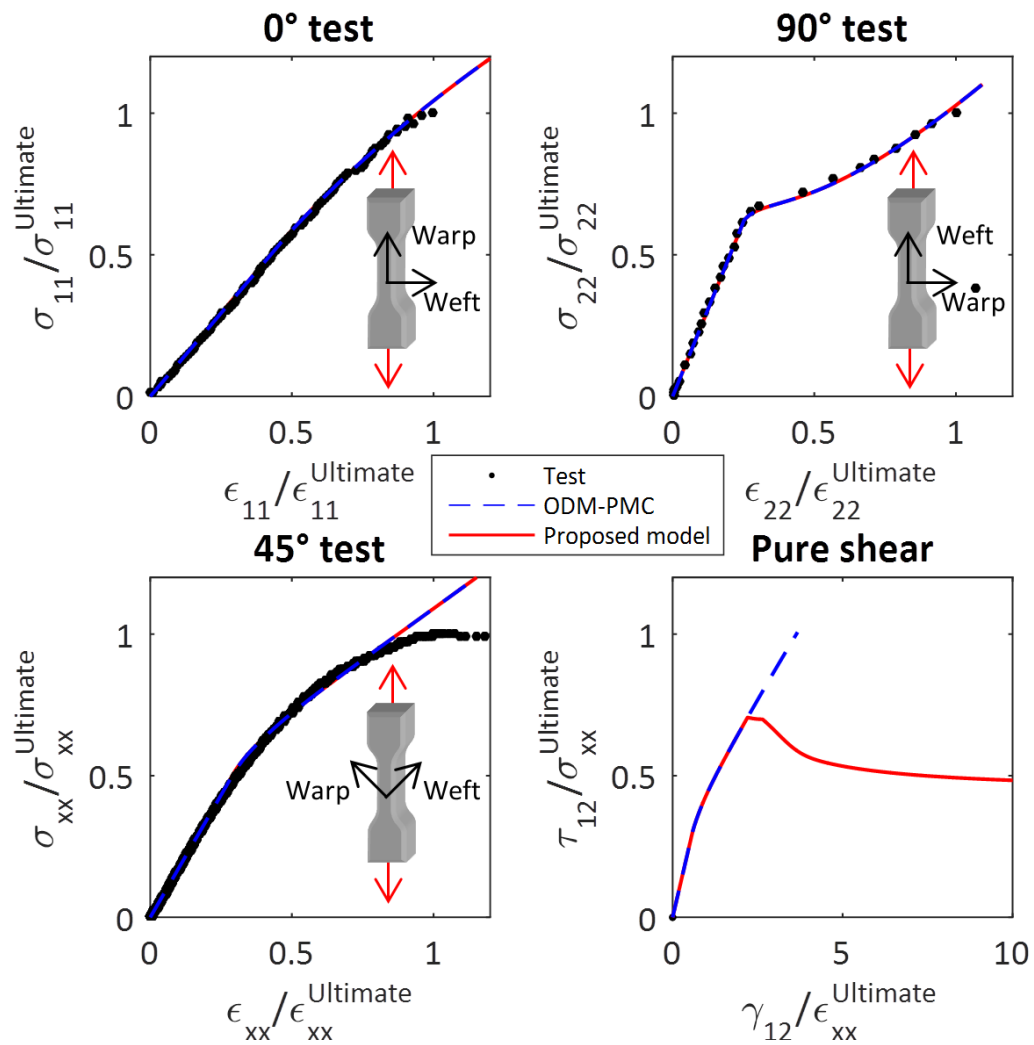 0° test
σ11/σ11Ultimate
1
0.5
0
Warp
Weft
0 0.5 1
ϵ11/ϵ11Ultimate
90° test
σ22/σ22Ultimate
1
0.5
0
Weft
Warp
0 0.5 1
ϵ22/ϵ22Ultimate
Test
ODM-PMC
Proposed model
45° test
σxx/σxxUltimate
1
0.5
0
Warp Weft
0 0.5 1
ϵxx/ϵxxUltimate
Pure shear
τ12/σxxUltimate
1
0.5
0
0 5 10
γ12/ϵxxUltimate